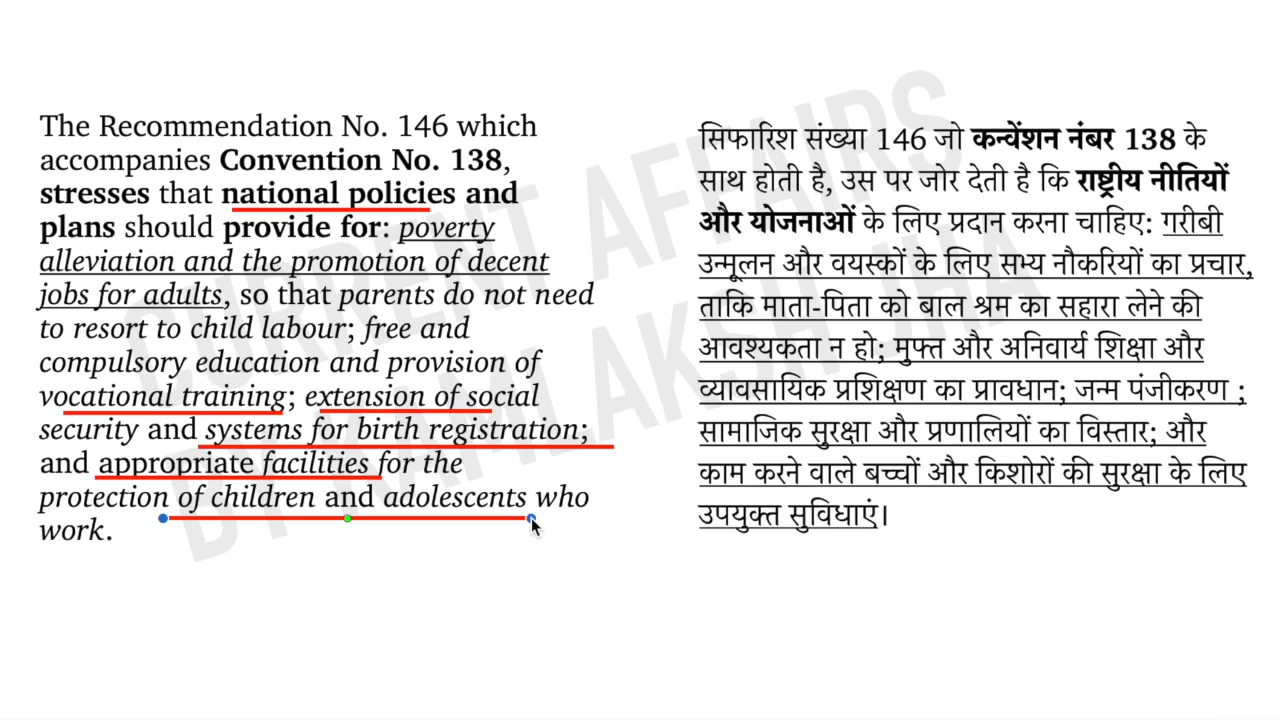 The Recommendation No. 146 which
accompanies Convention No. 138,
stresses that national policies and
plans should provide for: poverty
alleviation and the promotion of decent
jobs for adults, so that parents do not need
to resort to child labour; free and
compulsory education and provision of
vocational training; extension of social
security and systems for birth registration;
and appropriate facilities for the
protection of children and adolescents who
work.
सिफारिश संख्या 146 जो कन्वेंशन नंबर 138 के
साथ होती है, उस पर जोर देती है कि राष्ट्रीय नीतियों
और योजनाओं के लिए प्रदान करना चाहिए: गरीबी
उन्मूलन और वयस्कों के लिए सभ्य नौकरियों का प्रचार,
ताकि माता-पिता को बाल श्रम का सहारा लेने की
आवश्यकता न हो; मुफ्त और अनिवार्य शिक्षा और
व्यावसायिक प्रशिक्षण का प्रावधान; जन्म पंजीकरण ;
सामाजिक सुरक्षा और प्रणालियों का विस्तार; और
काम करने वाले बच्चों और किशोरों की सुरक्षा के लिए
उपयुक्त सुविधाएं।
CURRENT AFFAIRS
BY KAMLAKSH JHA